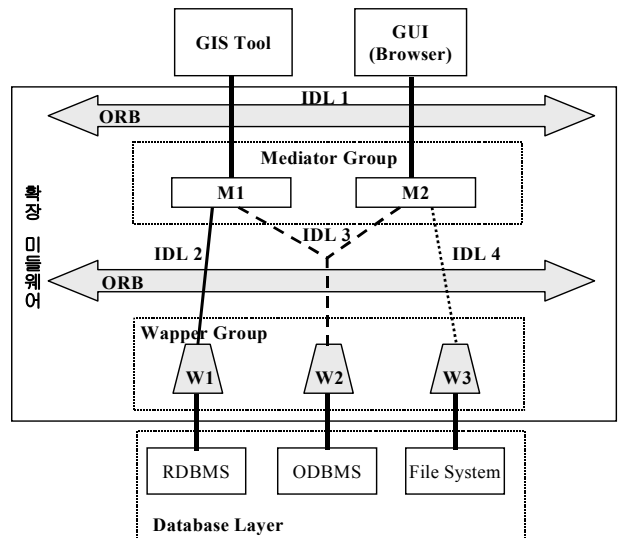 GIS Tool
GUI
(Browser)
IDL 1
ORB
Mediator Group
M1
M2
확장 미들웨어
IDL 3
IDL 2
IDL 4
ORB
Wapper Group
W1
W2
W3
RDBMS
ODBMS
File System
Database Layer